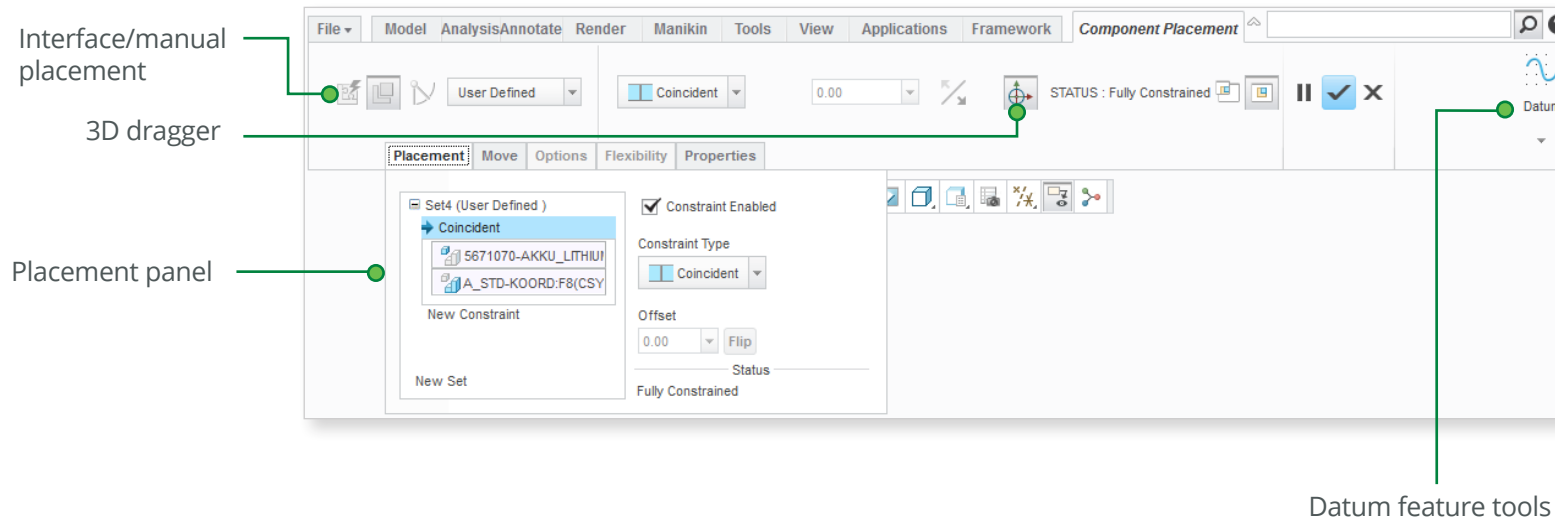 Interface/manual
placement
3D dragger
Placement panel
File Model AnalysisAnnotate Render Manikin Tools View Applications Framework Component Placement
User Defined Coincident 0.00 STATUS : Fully Constrained
Placement Move Options Flexibility Properties
Set4 (User Defined )
Coincident
5671070-AKKU_LITHIU
A_STD-KOORD:F8(CSY
New Constraint
New Set
Constraint Enabled
Constraint Type
Coincident
Offset
0.00 Flip
Status
Fully Constrained
Datum feature tools